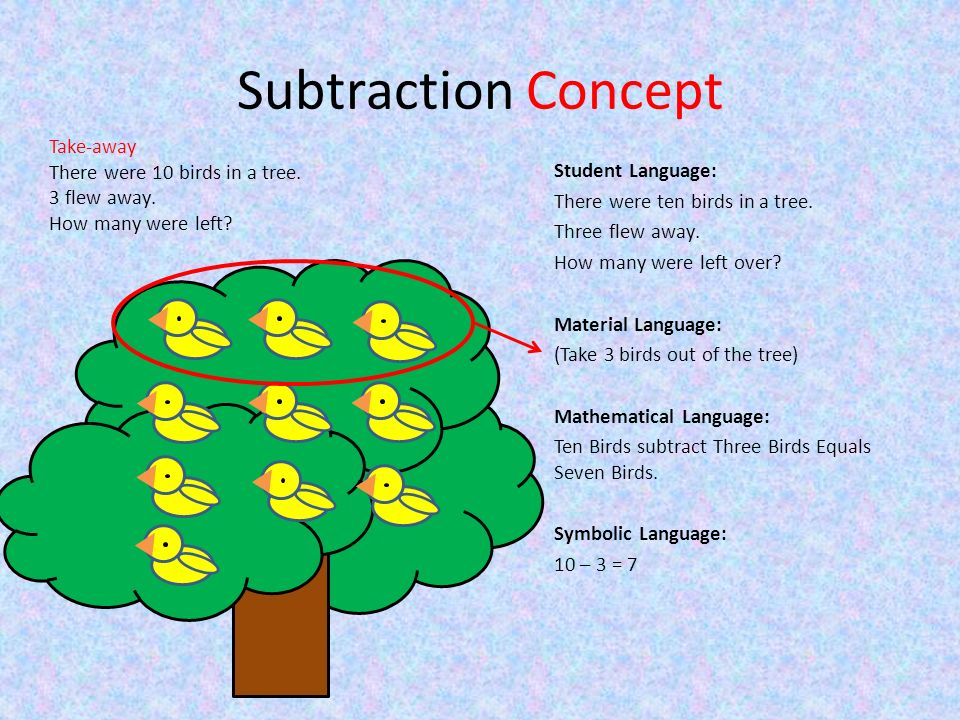 Subtraction Concept
Take-away
There were 10 birds in a tree.
3 flew away.
How many were left?
Student Language:
There were ten birds in a tree.
Three flew away.
How many were left over?
Material Language:
(Take 3 birds out of the tree)
Mathematical Language:
Ten Birds subtract Three Birds Equals
Seven Birds.
Symbolic Language:
10 – 3 = 7